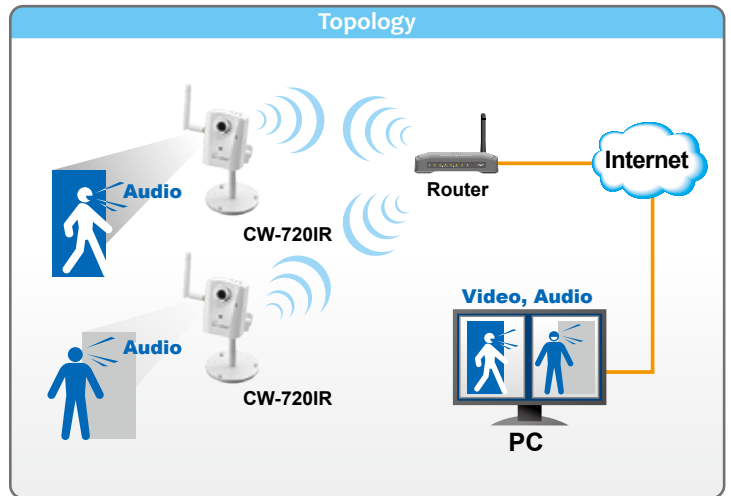 Topology
Audio
CW-720IR
Audio
CW-720IR
Router
Internet
Video, Audio
PC